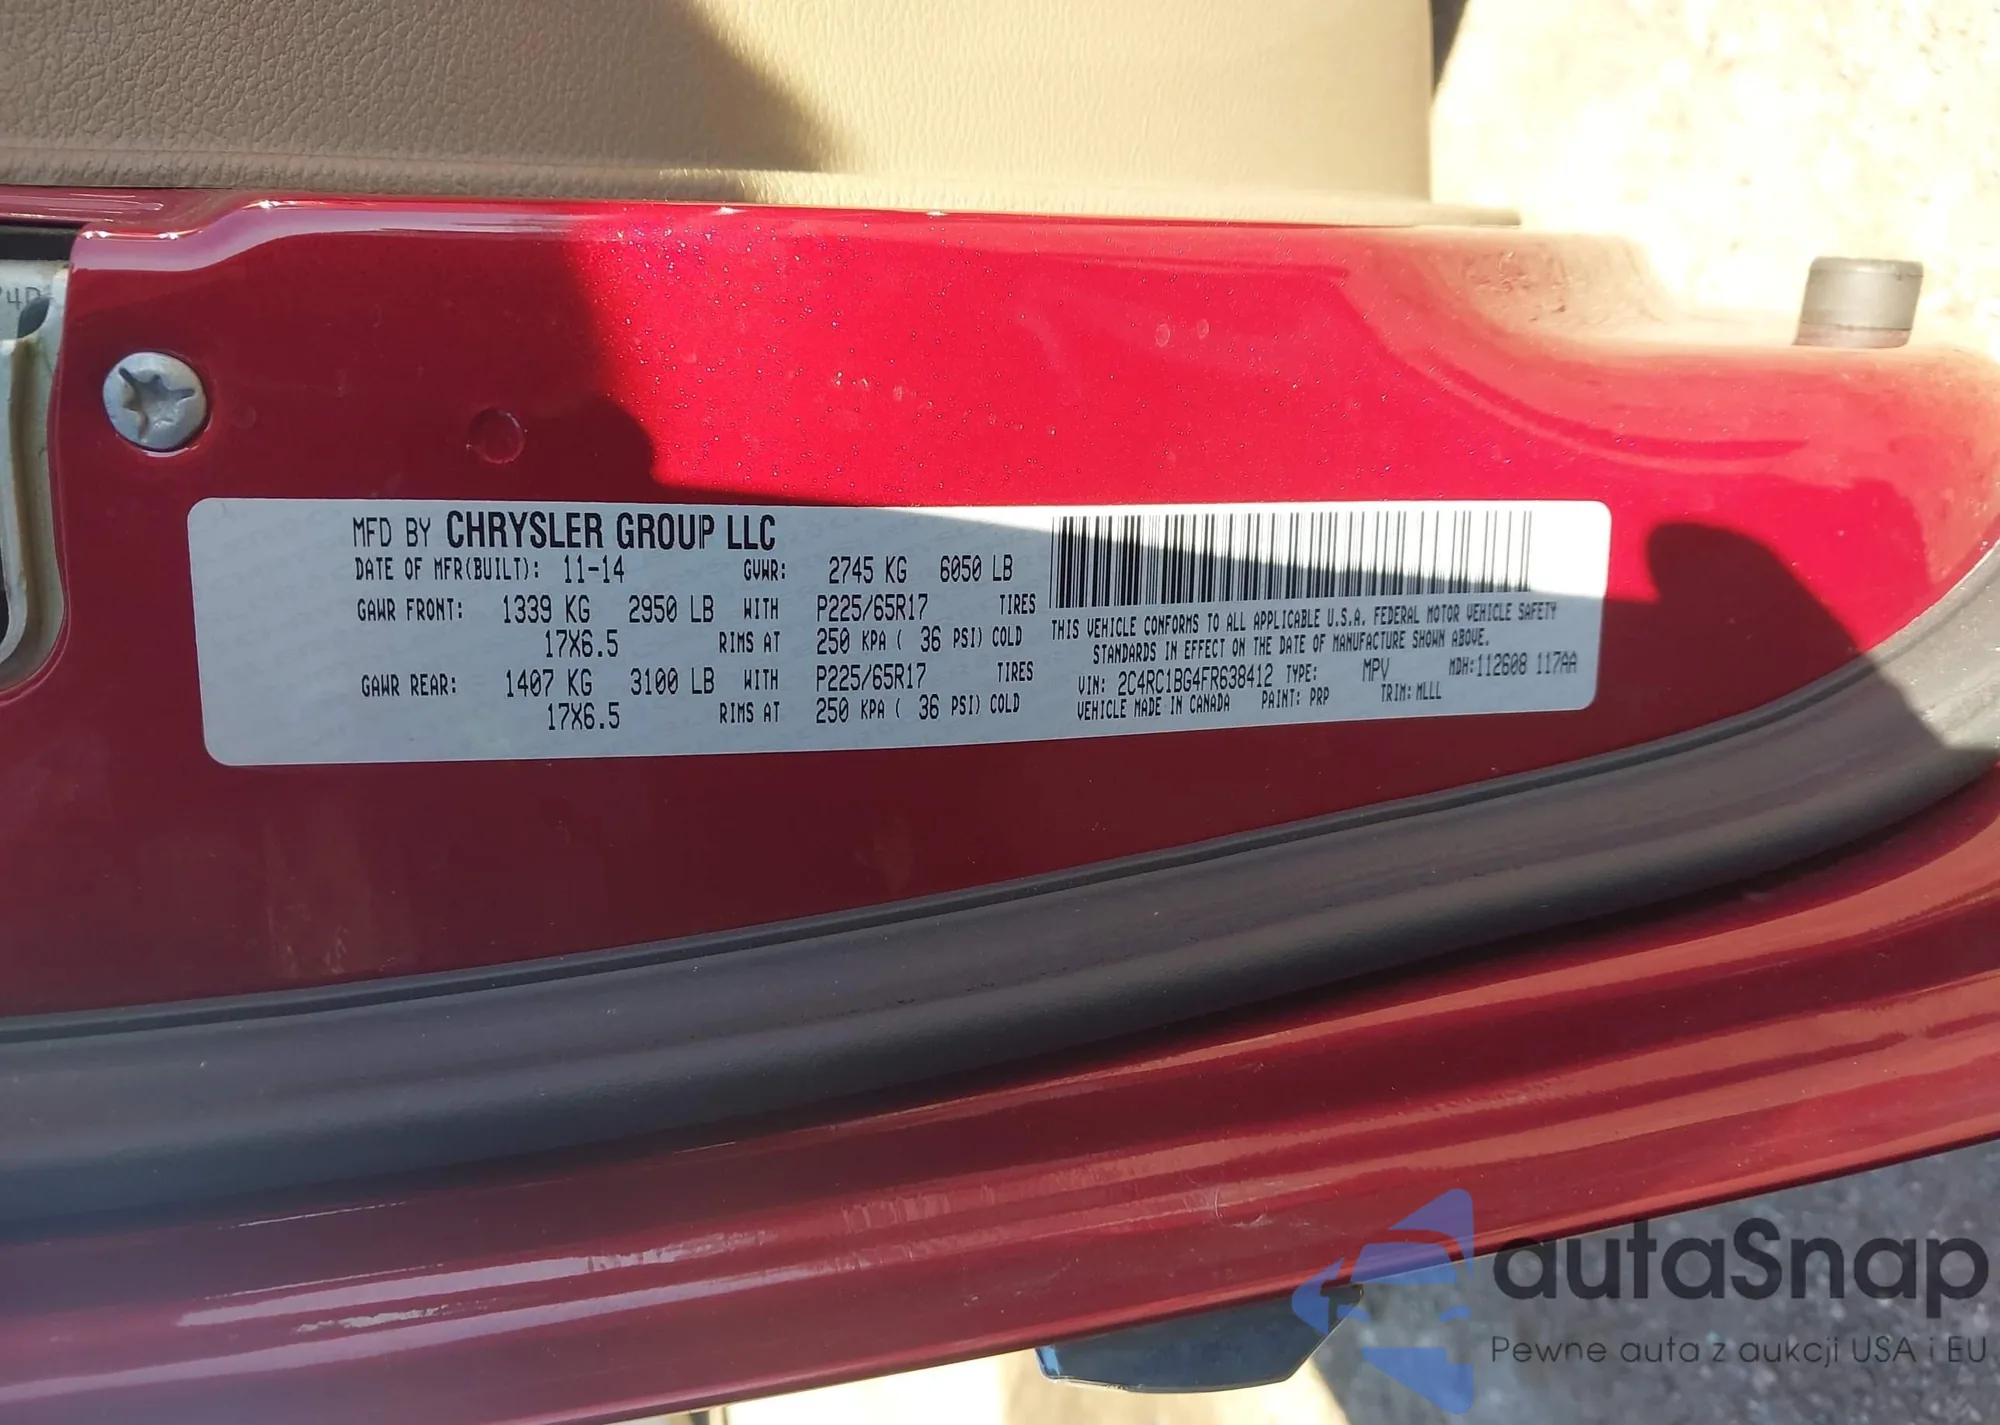 MFD BY CHRYSLER GROUP LLC
DATE OF MFR(BUILT): 11-14 GVWR: 2745 KG 6050 LB
GAWR FRONT: 1339 KG 2950 LB WITH P225/65R17 TIRES
17X6.5 RIMS AT 250 KPA ( 36 PSI) COLD
GAWR REAR: 1407 KG 3100 LB WITH P225/65R17 TIRES
17X6.5 RIMS AT 250 KPA ( 36 PSI) COLD
THIS VEHICLE CONFORMS TO ALL APPLICABLE U.S.A. FEDERAL MOTOR VEHICLE SAFETY
STANDARDS IN EFFECT ON THE DATE OF MANUFACTURE SHOWN ABOVE.
VIN: 2C4RC1BG4FR638412 TYPE: MPV MDH:112608 117AA
VEHICLE MADE IN CANADA PAINT: PRP TRIM: MLLL
autaSnap
Pewne auta z aukcji USA i EU